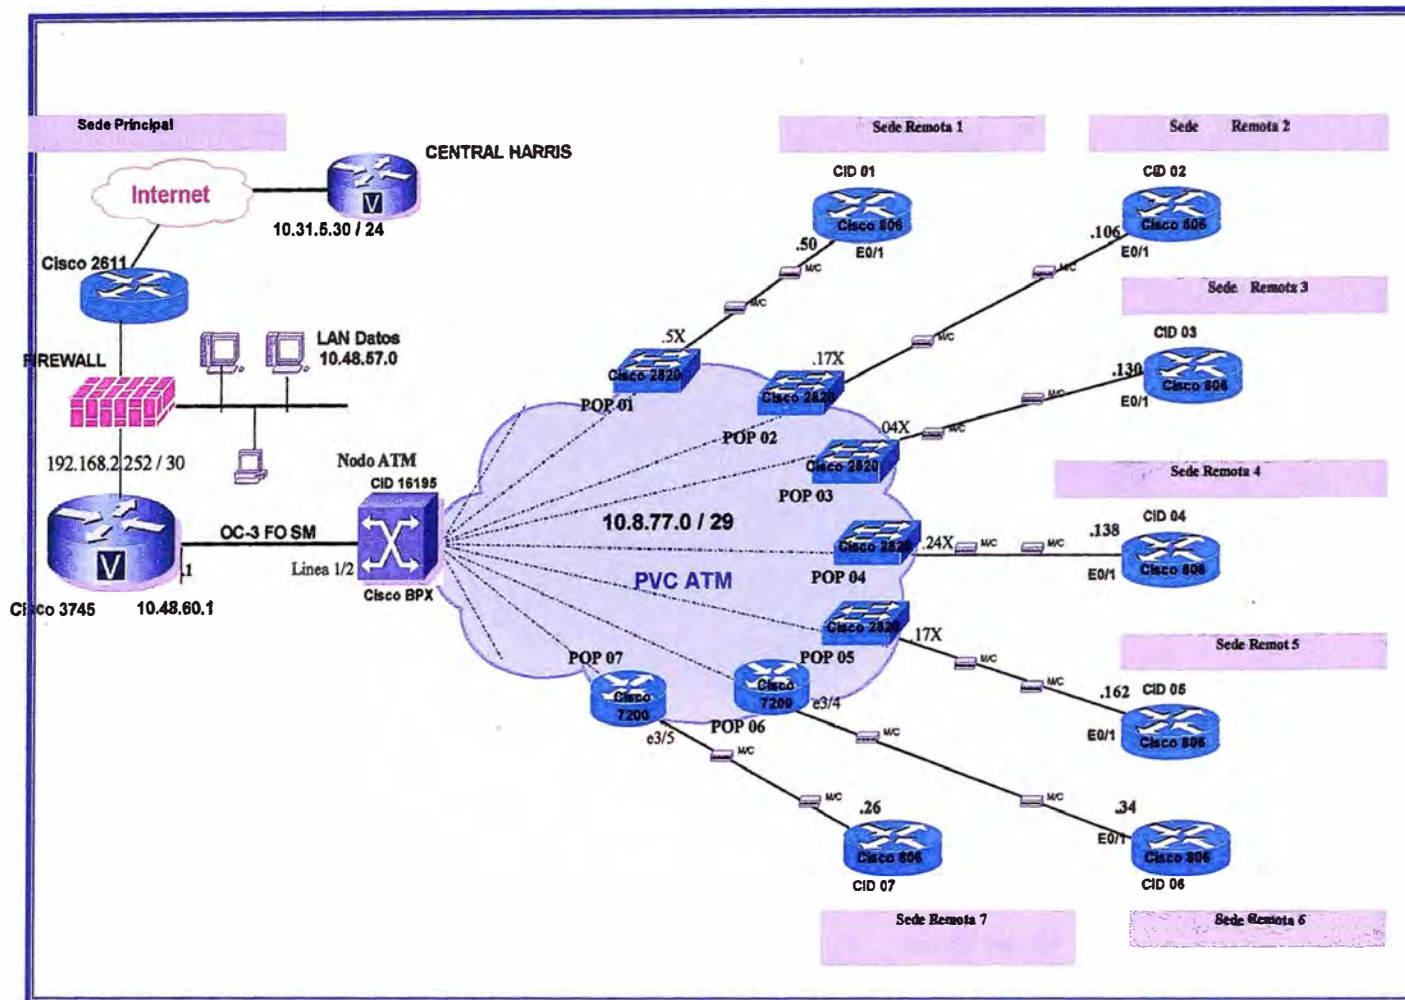 Sede Principal
Sede Remota 1
Sede Remota 2
CENTRAL HARRIS
Internet
V
10.31.5.30 / 24
CID 01
Cisco 806
.50
E0/1
M/C
M/C
CID 02
Cisco 806
.106
E0/1
M/C
M/C
Cisco 2611
Sede Remota 3
LAN Datos
10.48.57.0
FIREWALL
.5X
Cisco 2820
POP 01
.17X
Cisco 2820
POP 02
CID 03
.130
Cisco 806
E0/1
M/C
M/C
.04X
Cisco 2820
POP 03
192.168.2.252 / 30
Nodo ATM
CID 16195
Sede Remota 4
10.8.77.0 / 29
OC-3 FO SM
V
.1
Linea 1/2
Cisco BPX
Cisco 3745
10.48.60.1
CID 04
.138
.24X
M/C
M/C
Cisco 2820
E0/1
Cisco 806
POP 04
PVC ATM
Cisco 2820
.17X
POP 05
Sede Remot 5
M/C
M/C
.162
CID 05
E0/1
Cisco 806
POP 07
Cisco
7200
e3/5
Cisco
7200
e3/4
POP 06
M/C
M/C
M/C
M/C
.26
Cisco 806
CID 07
.34
E0/1
Cisco 806
CID 06
Sede Remota 7
Sede Remota 6